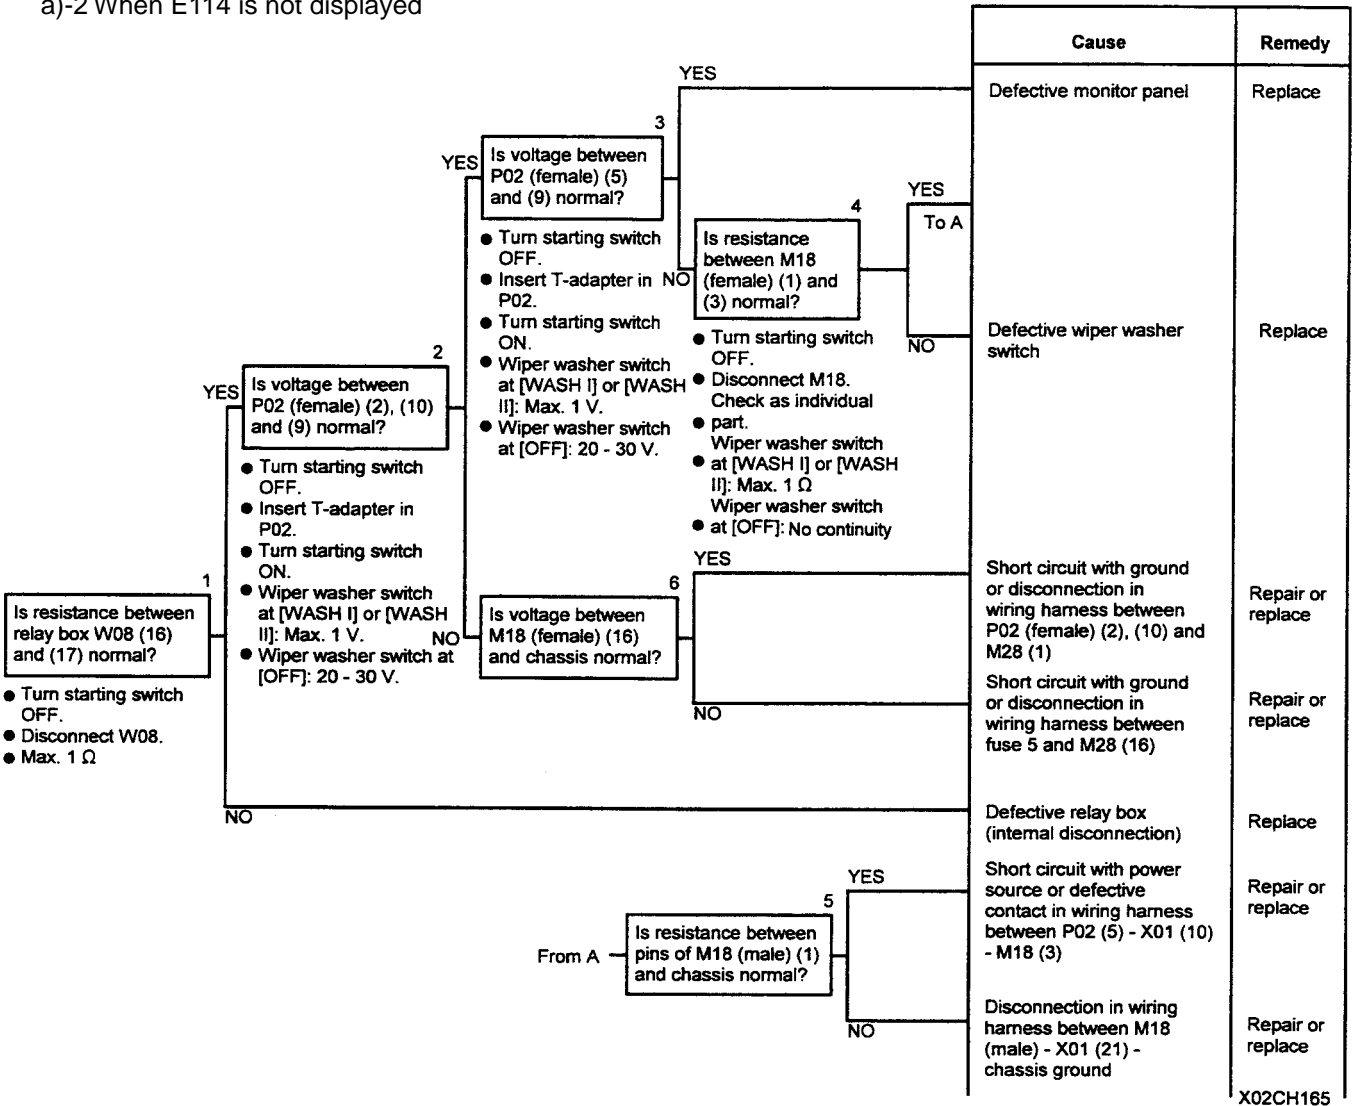 a)-2 When E114 is not displayed
Cause
Remedy
YES
Defective monitor panel
Replace
3
YES
Is voltage between
P02 (female) (5)
and (9) normal?
● Turn starting switch
OFF.
● Insert T-adapter in
P02.
● Turn starting switch
ON.
● Wiper washer switch
at [WASH I] or [WASH
II]: Max. 1 V.
● Wiper washer switch
at [OFF]: 20 - 30 V.
NO
4
Is resistance
between M18
(female) (1) and
(3) normal?
● Turn starting switch
OFF.
● Disconnect M18.
Check as individual
● part.
Wiper washer switch
● at [WASH I] or [WASH
II]: Max. 1 Ω
Wiper washer switch
● at [OFF]: No continuity
YES
To A
NO
Defective wiper washer
switch
Replace
2
YES
Is voltage between
P02 (female) (2), (10)
and (9) normal?
● Turn starting switch
OFF.
● Insert T-adapter in
P02.
● Turn starting switch
ON.
● Wiper washer switch
at [WASH I] or [WASH
II]: Max. 1 V.
● Wiper washer switch at
[OFF]: 20 - 30 V.
NO
6
Is voltage between
M18 (female) (16)
and chassis normal?
YES
Short circuit with ground
or disconnection in
wiring harness between
P02 (female) (2), (10) and
M28 (1)
Repair or
replace
NO
Short circuit with ground
or disconnection in
wiring harness between
fuse 5 and M28 (16)
Repair or
replace
1
Is resistance between
relay box W08 (16)
and (17) normal?
● Turn starting switch
OFF.
● Disconnect W08.
● Max. 1 Ω
NO
Defective relay box
(internal disconnection)
Replace
From A
5
Is resistance between
pins of M18 (male) (1)
and chassis normal?
YES
Short circuit with power
source or defective
contact in wiring harness
between P02 (5) - X01 (10)
- M18 (3)
Repair or
replace
NO
Disconnection in wiring
harness between M18
(male) - X01 (21) -
chassis ground
Repair or
replace
X02CH165